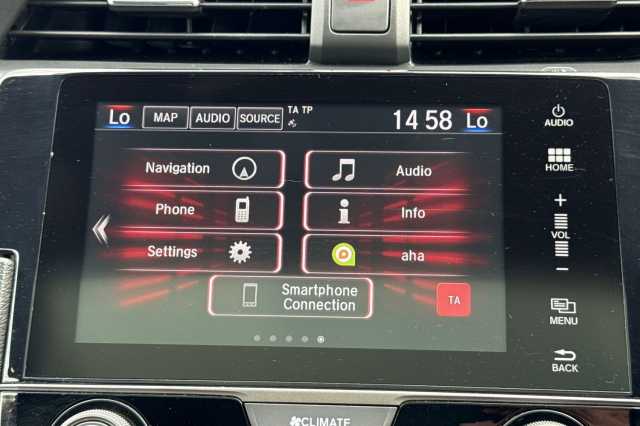 Lo MAP AUDIO SOURCE TA TP 14 58 Lo
AUDIO
Navigation Audio
HOME
Phone Info
+
VOL
−
Settings aha
Smartphone
Connection
TA
MENU
BACK
CLIMATE